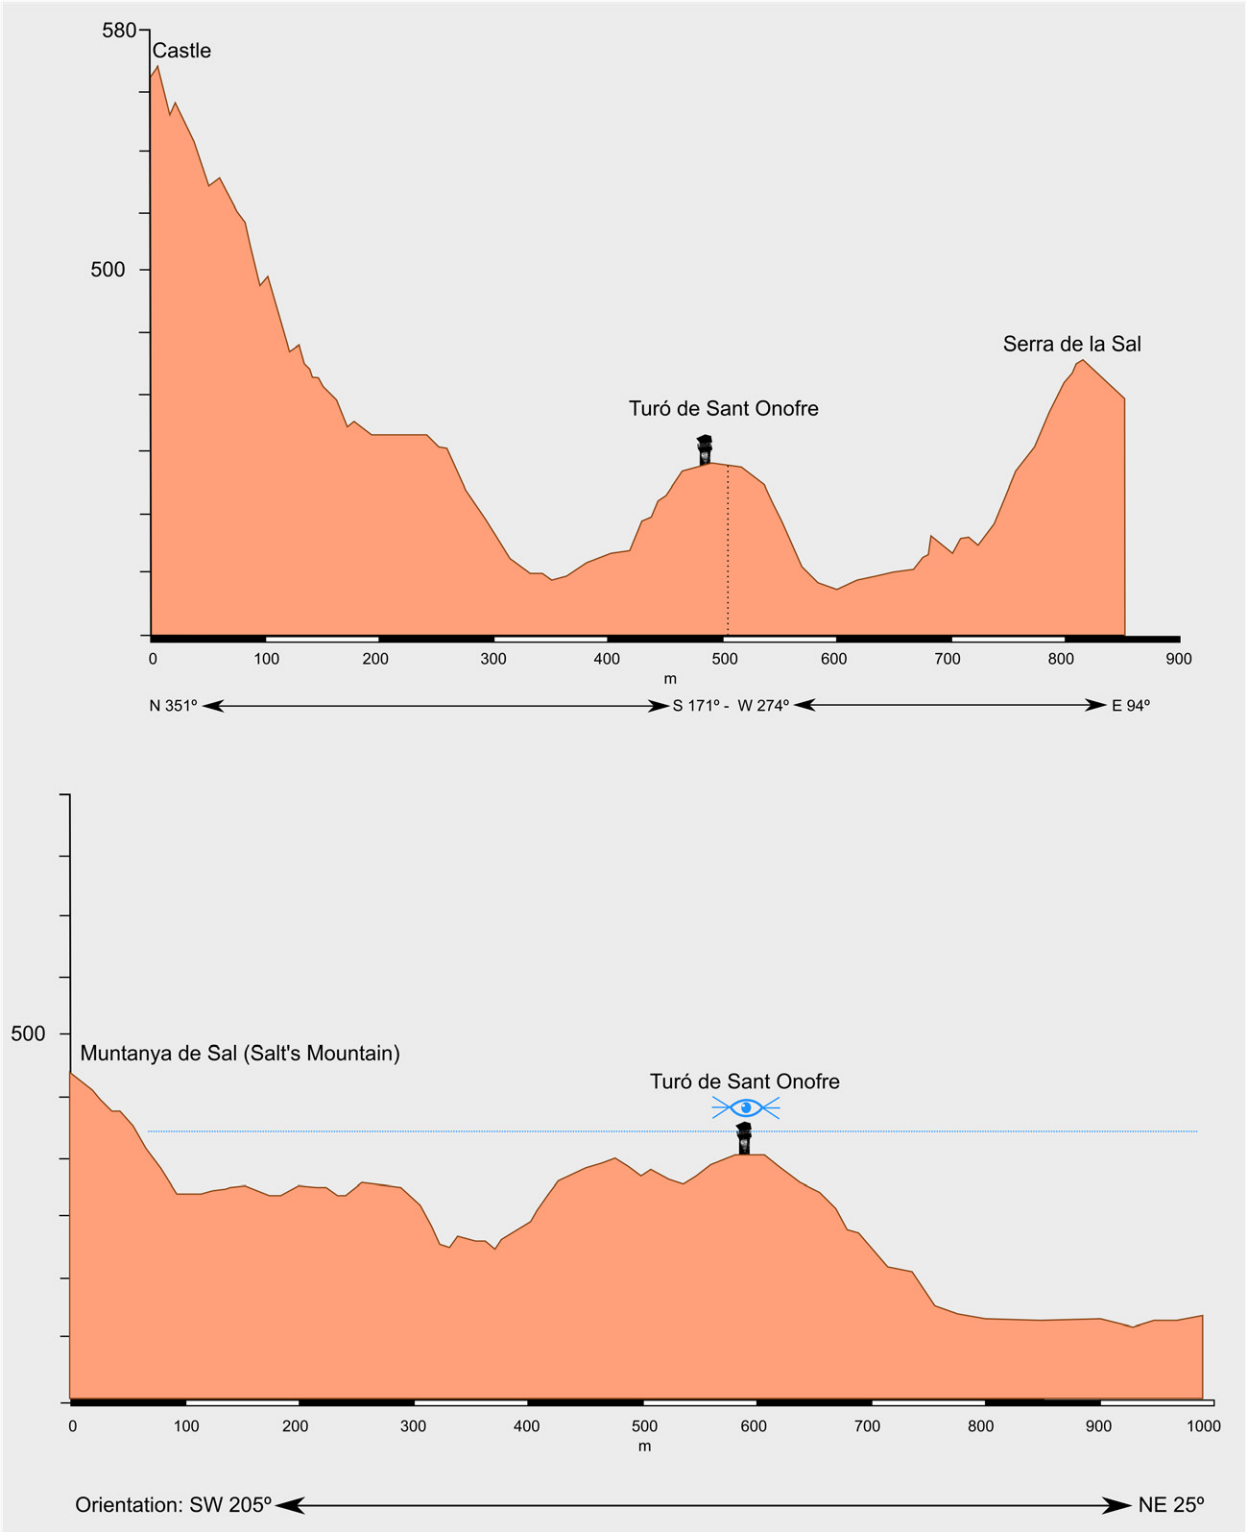 580
Castle
500
Serra de la Sal
Turó de Sant Onofre
0 100 200 300 400 500 600 700 800 900
m
N 351º S 171º - W 274º E 94º
500
Muntanya de Sal (Salt's Mountain)
Turó de Sant Onofre
0 100 200 300 400 500 600 700 800 900 1000
m
Orientation: SW 205º NE 25º